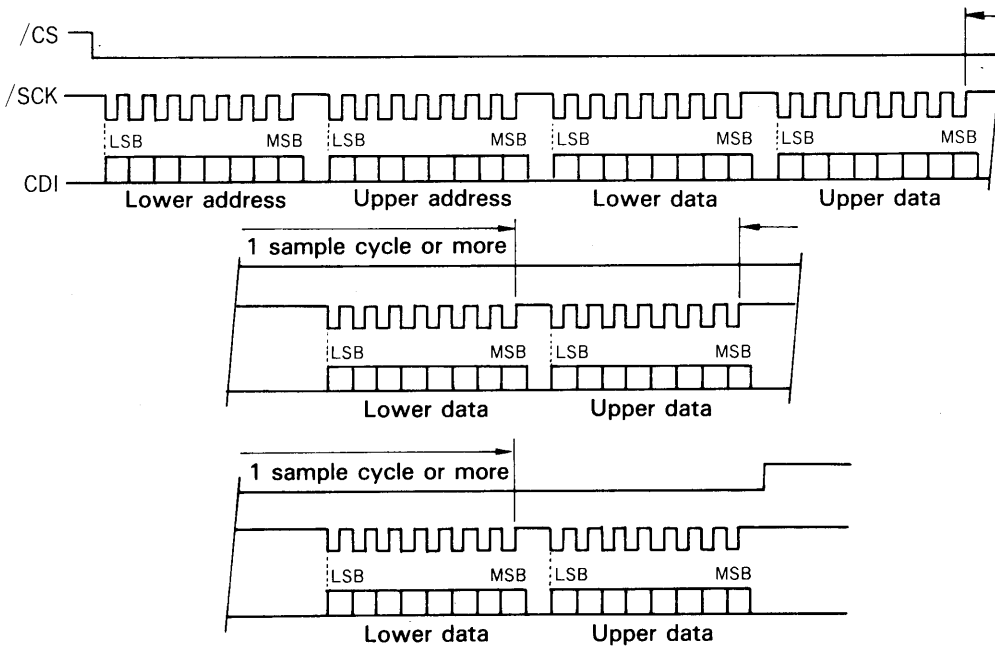 /CS
/SCK
LSB MSB LSB MSB LSB MSB LSB MSB
CDI
Lower address Upper address Lower data Upper data
1 sample cycle or more
LSB MSB LSB MSB
Lower data Upper data
1 sample cycle or more
LSB MSB LSB MSB
Lower data Upper data